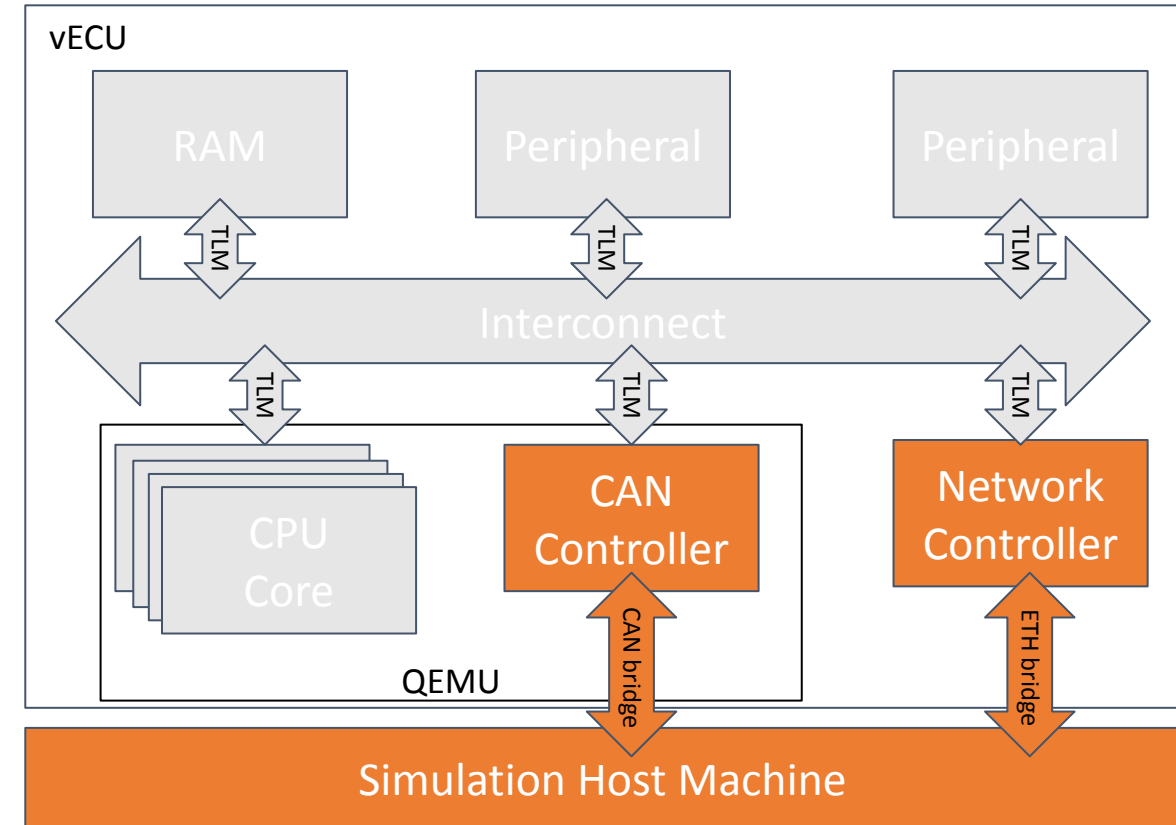 vECU
RAM
Peripheral
Peripheral
TLM
TLM
TLM
Interconnect
TLM
TLM
TLM
CPU
Core
CAN
Controller
Network
Controller
QEMU
CAN bridge
ETH bridge
Simulation Host Machine